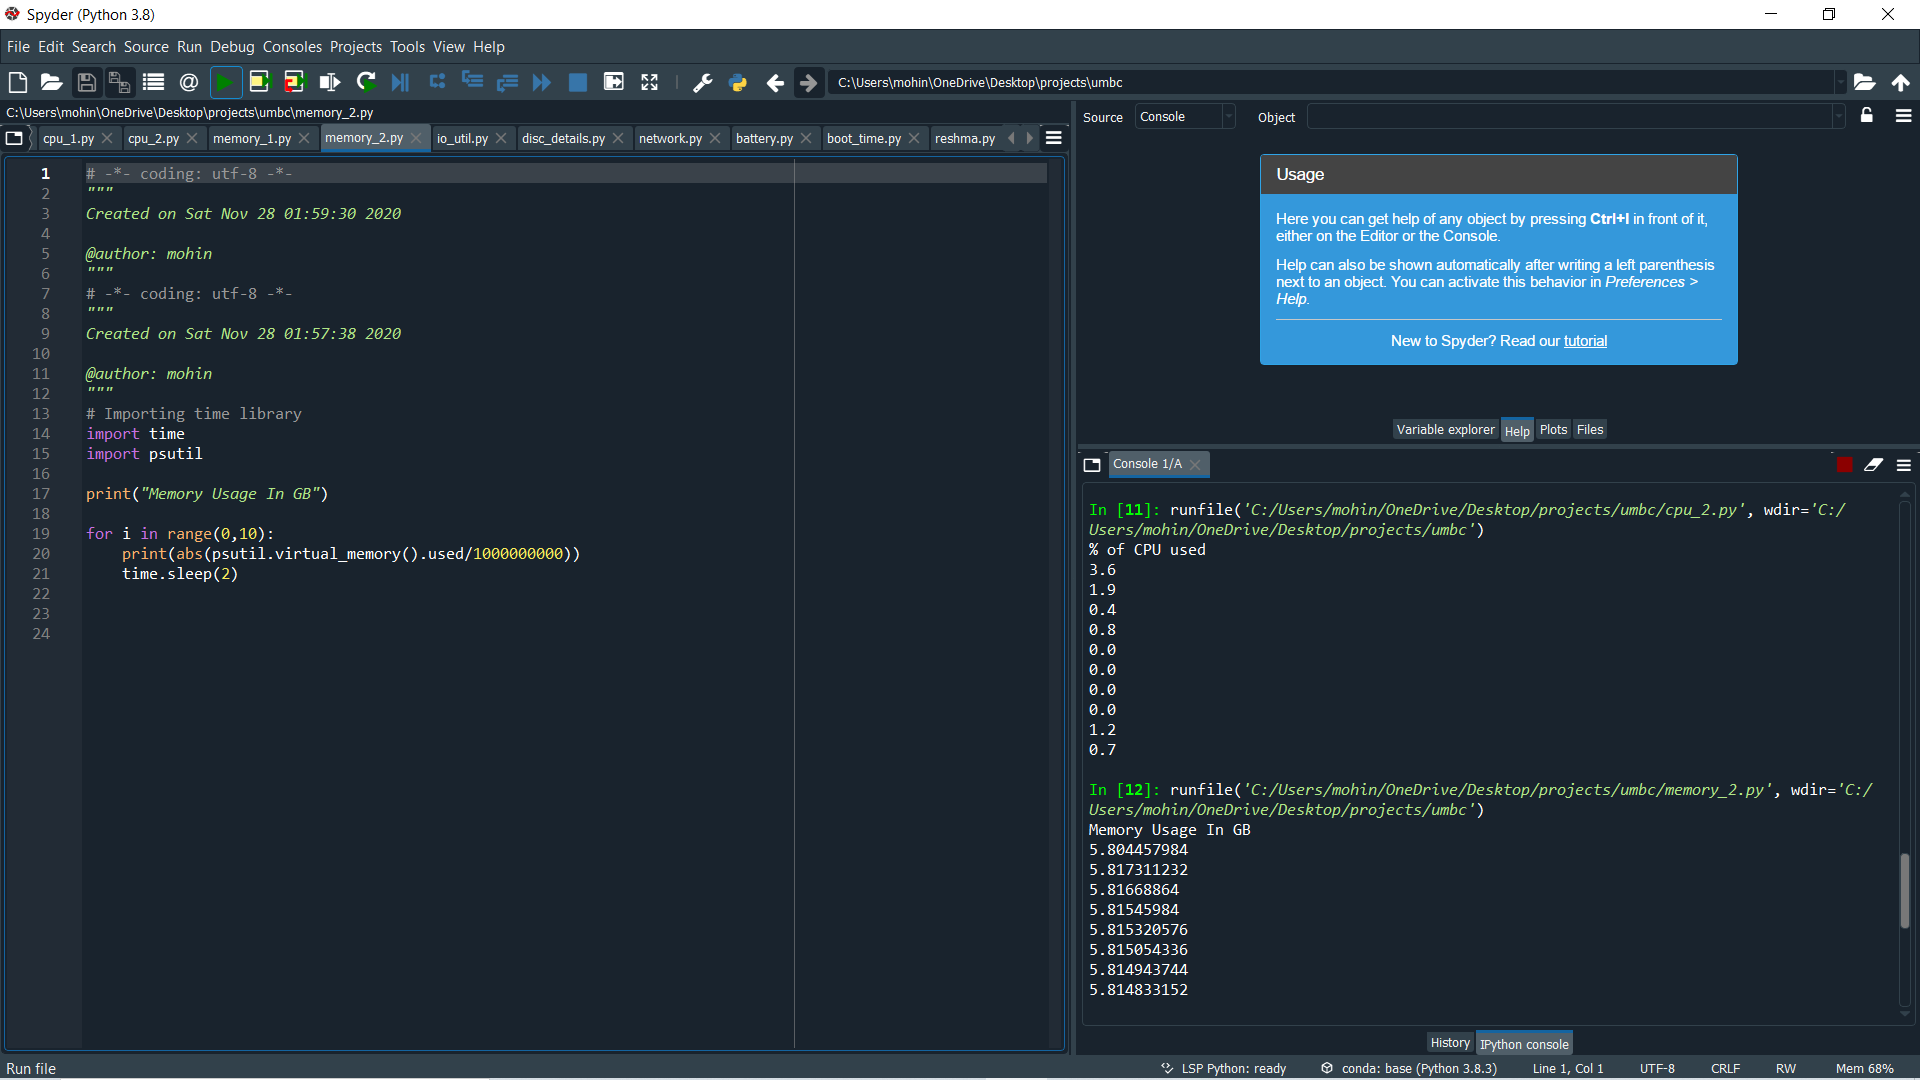 Spyder (Python 3.8)
File Edit Search Source Run Debug Consoles Projects Tools View Help
C:\Users\mohin\OneDrive\Desktop\projects\umbc
C:\Users\mohin\OneDrive\Desktop\projects\umbc\memory_2.py
cpu_1.py cpu_2.py memory_1.py memory_2.py io_util.py disc_details.py network.py battery.py boot_time.py reshma.py
1 # -*- coding: utf-8 -*-
2 """
3 Created on Sat Nov 28 01:59:30 2020
4
5 @author: mohin
6 """
7 # -*- coding: utf-8 -*-
8 """
9 Created on Sat Nov 28 01:57:38 2020
10
11 @author: mohin
12 """
13 # Importing time library
14 import time
15 import psutil
16
17 print("Memory Usage In GB")
18
19 for i in range(0,10):
20     print(abs(psutil.virtual_memory().used/1000000000))
21     time.sleep(2)
22
23
24
Source Console Object
Usage
Here you can get help of any object by pressing Ctrl+I in front of it,
either on the Editor or the Console.
Help can also be shown automatically after writing a left parenthesis
next to an object. You can activate this behavior in Preferences >
Help.
New to Spyder? Read our tutorial
Variable explorer Help Plots Files
Console 1/A
In [11]: runfile('C:/Users/mohin/OneDrive/Desktop/projects/umbc/cpu_2.py', wdir='C:/
Users/mohin/OneDrive/Desktop/projects/umbc')
% of CPU used
3.6
1.9
0.4
0.8
0.0
0.0
0.0
0.0
1.2
0.7
In [12]: runfile('C:/Users/mohin/OneDrive/Desktop/projects/umbc/memory_2.py', wdir='C:/
Users/mohin/OneDrive/Desktop/projects/umbc')
Memory Usage In GB
5.804457984
5.817311232
5.81668864
5.81545984
5.815320576
5.815054336
5.814943744
5.814833152
History IPython console
Run file
LSP Python: ready conda: base (Python 3.8.3) Line 1, Col 1 UTF-8 CRLF RW Mem 68%